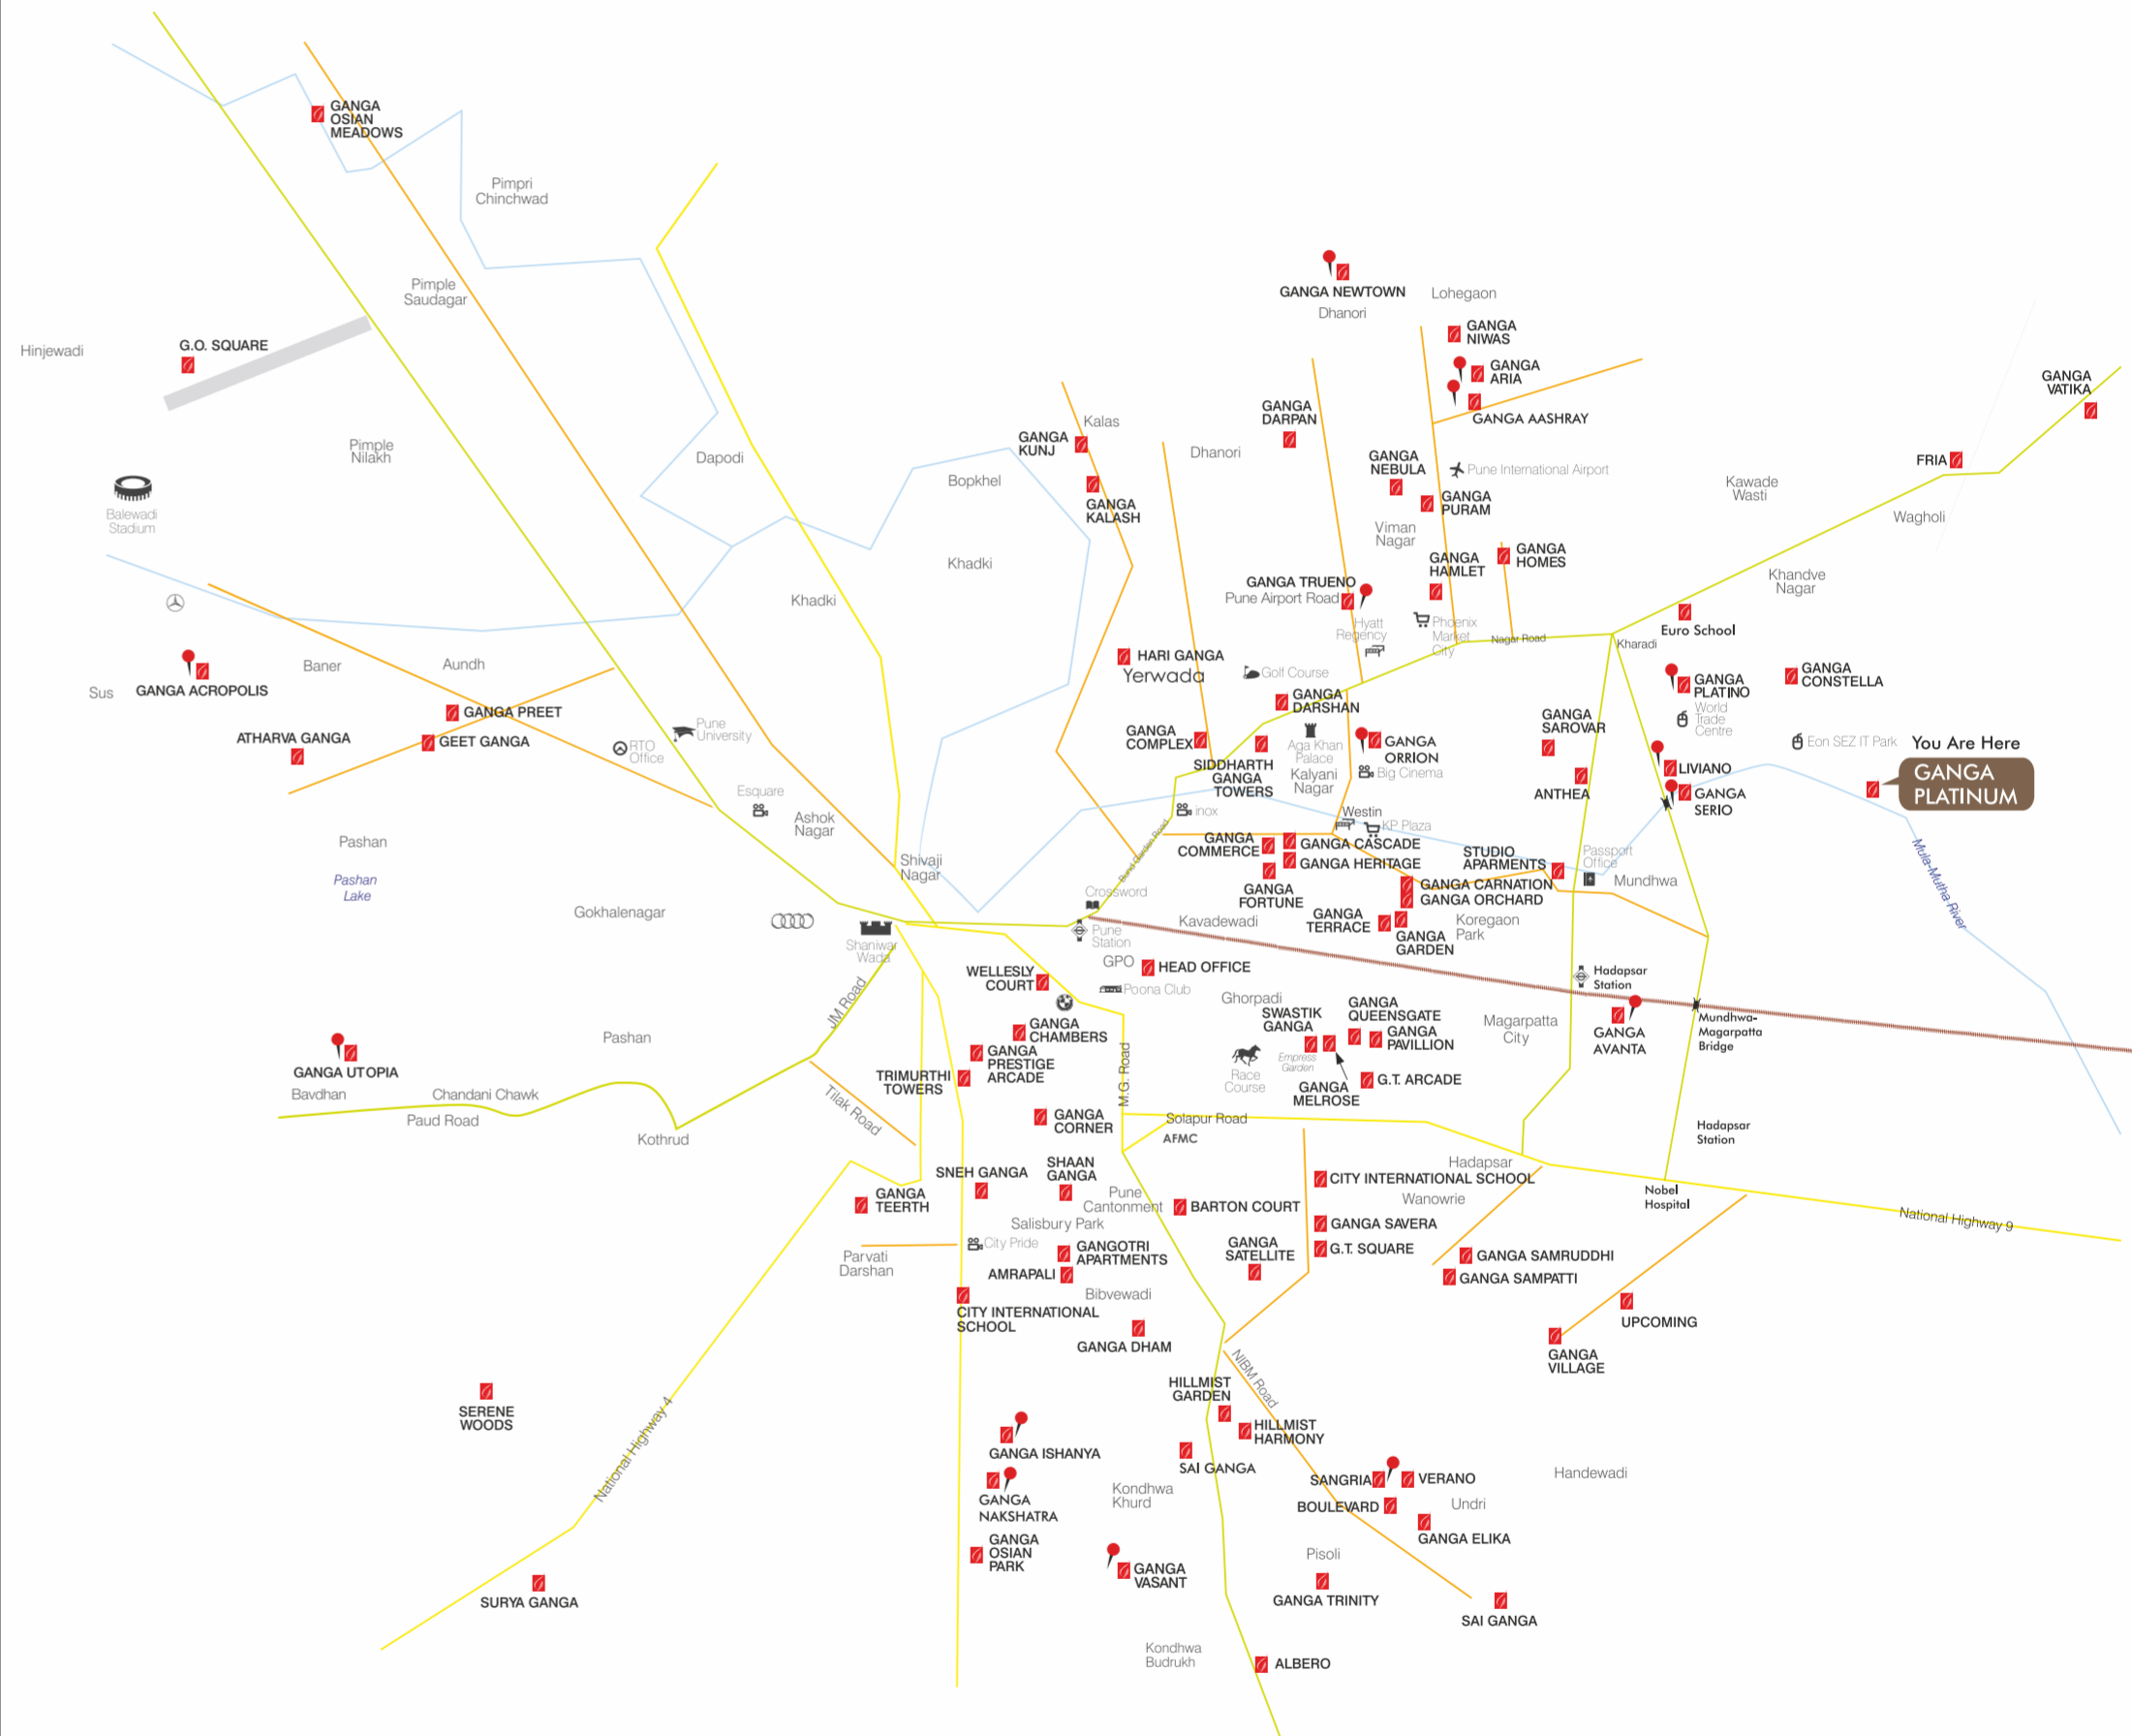 GANGA
OSIAN
MEADOWS
Pimpri
Chinchwad
Pimple
Saudagar
GANGA NEWTOWN
Dhanori
Lohegaon
GANGA
NIWAS
G.O. SQUARE
Hinjewadi
GANGA
ARIA
GANGA AASHRAY
GANGA
VATIKA
GANGA
DARPAN
Kalas
GANGA
KUNJ
Dhanori
Pimple
Nilakh
Dapodi
GANGA
NEBULA
Pune International Airport
FRIA
Bopkhel
Kawade
Wasti
GANGA
KALASH
GANGA
PURAM
Wagholi
Balewadi
Stadium
Viman
Nagar
GANGA
HAMLET
GANGA
HOMES
Khadki
Khandve
Nagar
GANGA TRUENO
Pune Airport Road
Khadki
Hyatt
Regency
Phoenix
Market
City
Nagar Road
Euro School
Kharadi
HARI GANGA
Yerwada
Golf Course
Baner
Aundh
Sus
GANGA ACROPOLIS
GANGA
PLATINO
World
Trade
Centre
GANGA
CONSTELLA
GANGA
DARSHAN
GANGA PREET
GANGA
SAROVAR
Pune
University
ATHARVA GANGA
GEET GANGA
RTO
Office
GANGA
COMPLEX
Aga Khan
Palace
Kalyani
Nagar
GANGA
ORRION
Big Cinema
Eon SEZ IT Park
You Are Here
GANGA
PLATINUM
SIDDHARTH
GANGA
TOWERS
LIVIANO
ANTHEA
GANGA
SERIO
Esquare
inox
Westin
KP Plaza
Ashok
Nagar
Bund Garden Road
GANGA
COMMERCE
GANGA CASCADE
GANGA HERITAGE
STUDIO
APARMENTS
Passport
Office
Mundhwa
Mula-Mutha River
Pashan
Pashan
Lake
Shivaji
Nagar
GANGA
FORTUNE
GANGA CARNATION
GANGA ORCHARD
Crossword
Gokhalenagar
Kavadewadi
GANGA
TERRACE
GANGA
GARDEN
Koregaon
Park
Shaniwar
Wada
Pune
Station
GPO
HEAD OFFICE
WELLESLY
COURT
Poona Club
Hadapsar
Station
JM Road
Ghorpadi
SWASTIK
GANGA
GANGA
QUEENSGATE
GANGA
PAVILLION
Magarpatta
City
GANGA
AVANTA
Mundhwa-
Magarpatta
Bridge
GANGA
CHAMBERS
Pashan
GANGA
PRESTIGE
ARCADE
M.G. Road
Race
Course
Empress
Garden
GANGA
MELROSE
G.T. ARCADE
GANGA UTOPIA
Bavdhan
TRIMURTHI
TOWERS
Chandani Chawk
Paud Road
Tilak Road
Kothrud
GANGA
CORNER
Solapur Road
AFMC
Hadapsar
Station
SNEH GANGA
SHAAN
GANGA
Hadapsar
CITY INTERNATIONAL SCHOOL
Wanowrie
Nobel
Hospital
National Highway 9
GANGA
TEERTH
Pune
Cantonment
BARTON COURT
Salisbury Park
GANGA SAVERA
City Pride
Parvati
Darshan
GANGOTRI
APARTMENTS
AMRAPALI
GANGA
SATELLITE
G.T. SQUARE
GANGA SAMRUDDHI
GANGA SAMPATTI
Bibvewadi
CITY INTERNATIONAL
SCHOOL
UPCOMING
GANGA DHAM
GANGA
VILLAGE
NIBM Road
HILLMIST
GARDEN
SERENE
WOODS
National Highway 4
HILLMIST
HARMONY
GANGA ISHANYA
SAI GANGA
GANGA
NAKSHATRA
Kondhwa
Khurd
SANGRIA
VERANO
Handewadi
BOULEVARD
Undri
GANGA ELIKA
GANGA
OSIAN
PARK
GANGA
VASANT
Pisoli
GANGA TRINITY
SURYA GANGA
SAI GANGA
Kondhwa
Budrukh
ALBERO